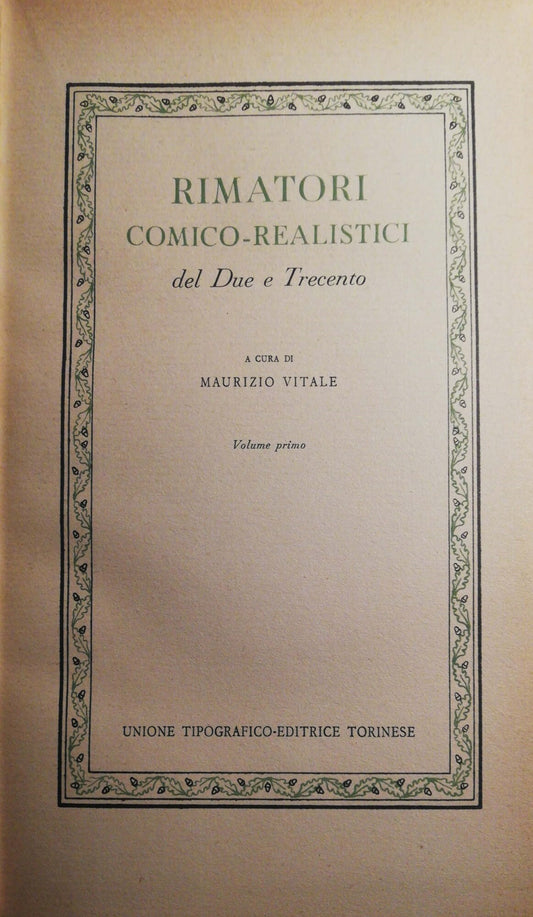 RIMATORI
COMICO-REALISTICI
del Due e Trecento
A CURA DI
MAURIZIO VITALE
Volume primo
UNIONE TIPOGRAFICO-EDITRICE TORINESE